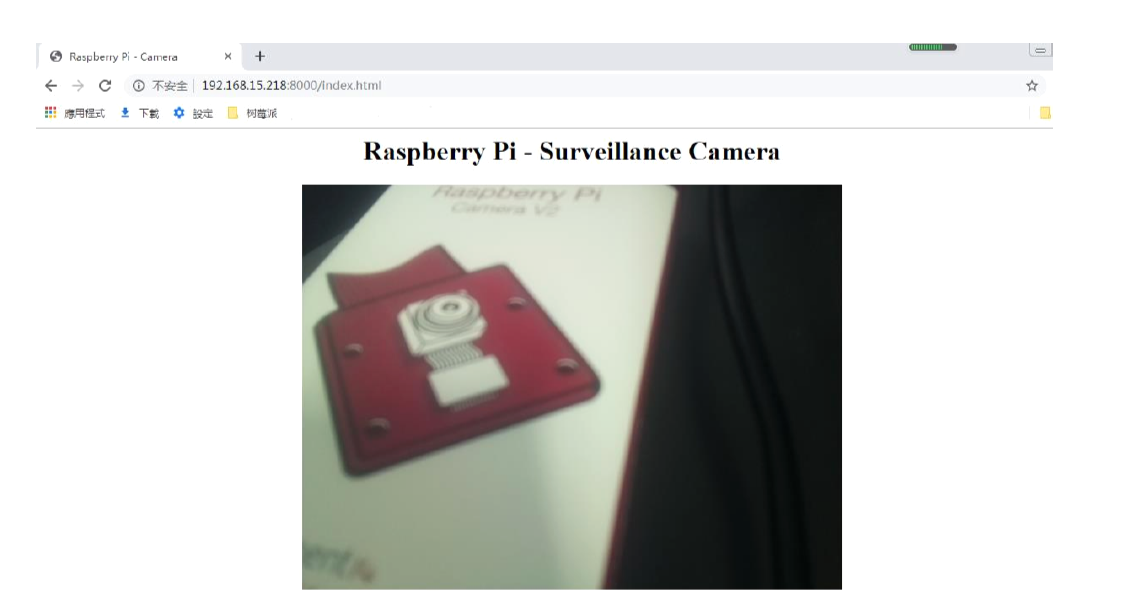 Raspberry Pi - Camera
不安全 192.168.15.218:8000/index.html
應用程式 下載 設定 树莓派
Raspberry Pi - Surveillance Camera
Raspberry Pi
Camera V2